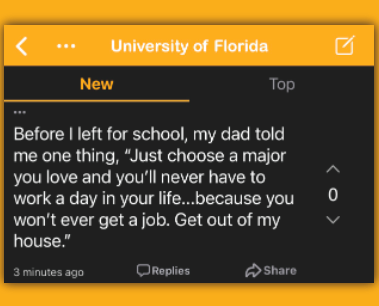 University of Florida
New Top
Before I left for school, my dad told
me one thing, “Just choose a major
you love and you’ll never have to
work a day in your life...because you
won’t ever get a job. Get out of my
house.”
0
3 minutes ago Replies Share